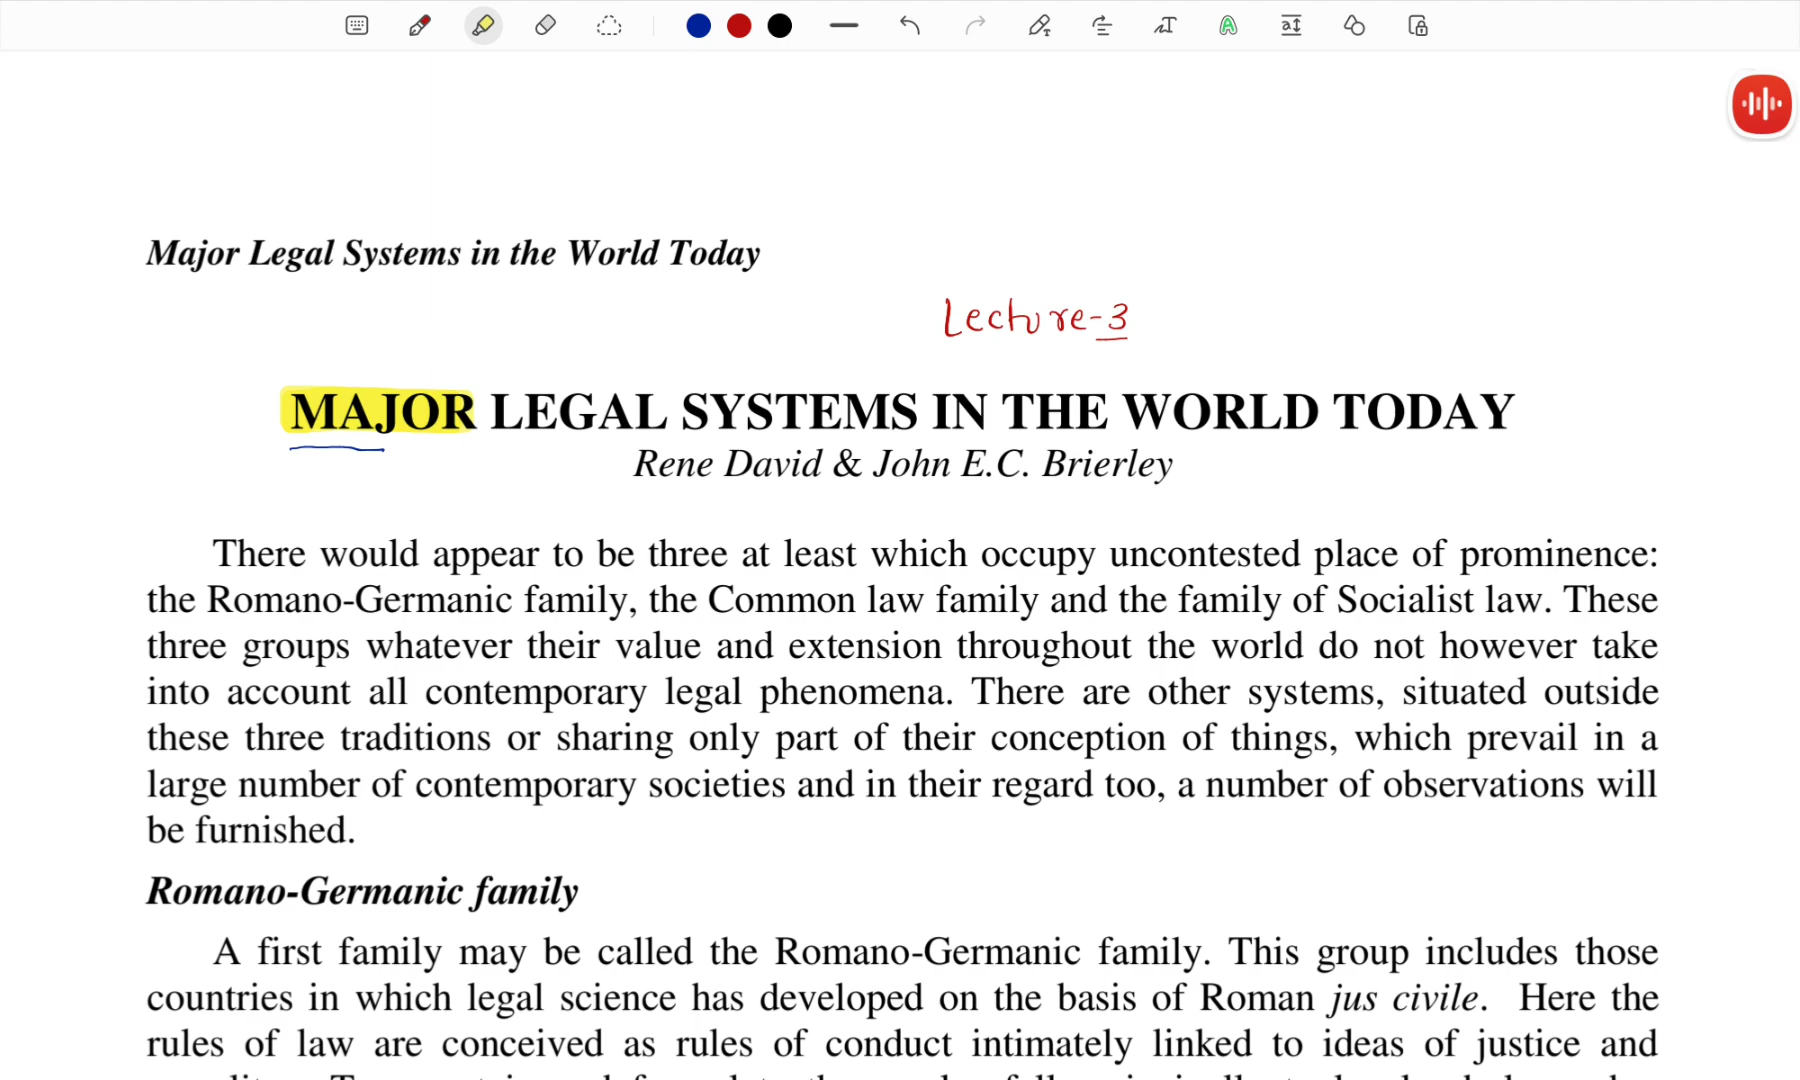 Major Legal Systems in the World Today
Lecture-3
MAJOR LEGAL SYSTEMS IN THE WORLD TODAY
Rene David & John E.C. Brierley
There would appear to be three at least which occupy uncontested place of prominence:
the Romano-Germanic family, the Common law family and the family of Socialist law. These
three groups whatever their value and extension throughout the world do not however take
into account all contemporary legal phenomena. There are other systems, situated outside
these three traditions or sharing only part of their conception of things, which prevail in a
large number of contemporary societies and in their regard too, a number of observations will
be furnished.
Romano-Germanic family
A first family may be called the Romano-Germanic family. This group includes those
countries in which legal science has developed on the basis of Roman jus civile. Here the
rules of law are conceived as rules of conduct intimately linked to ideas of justice and